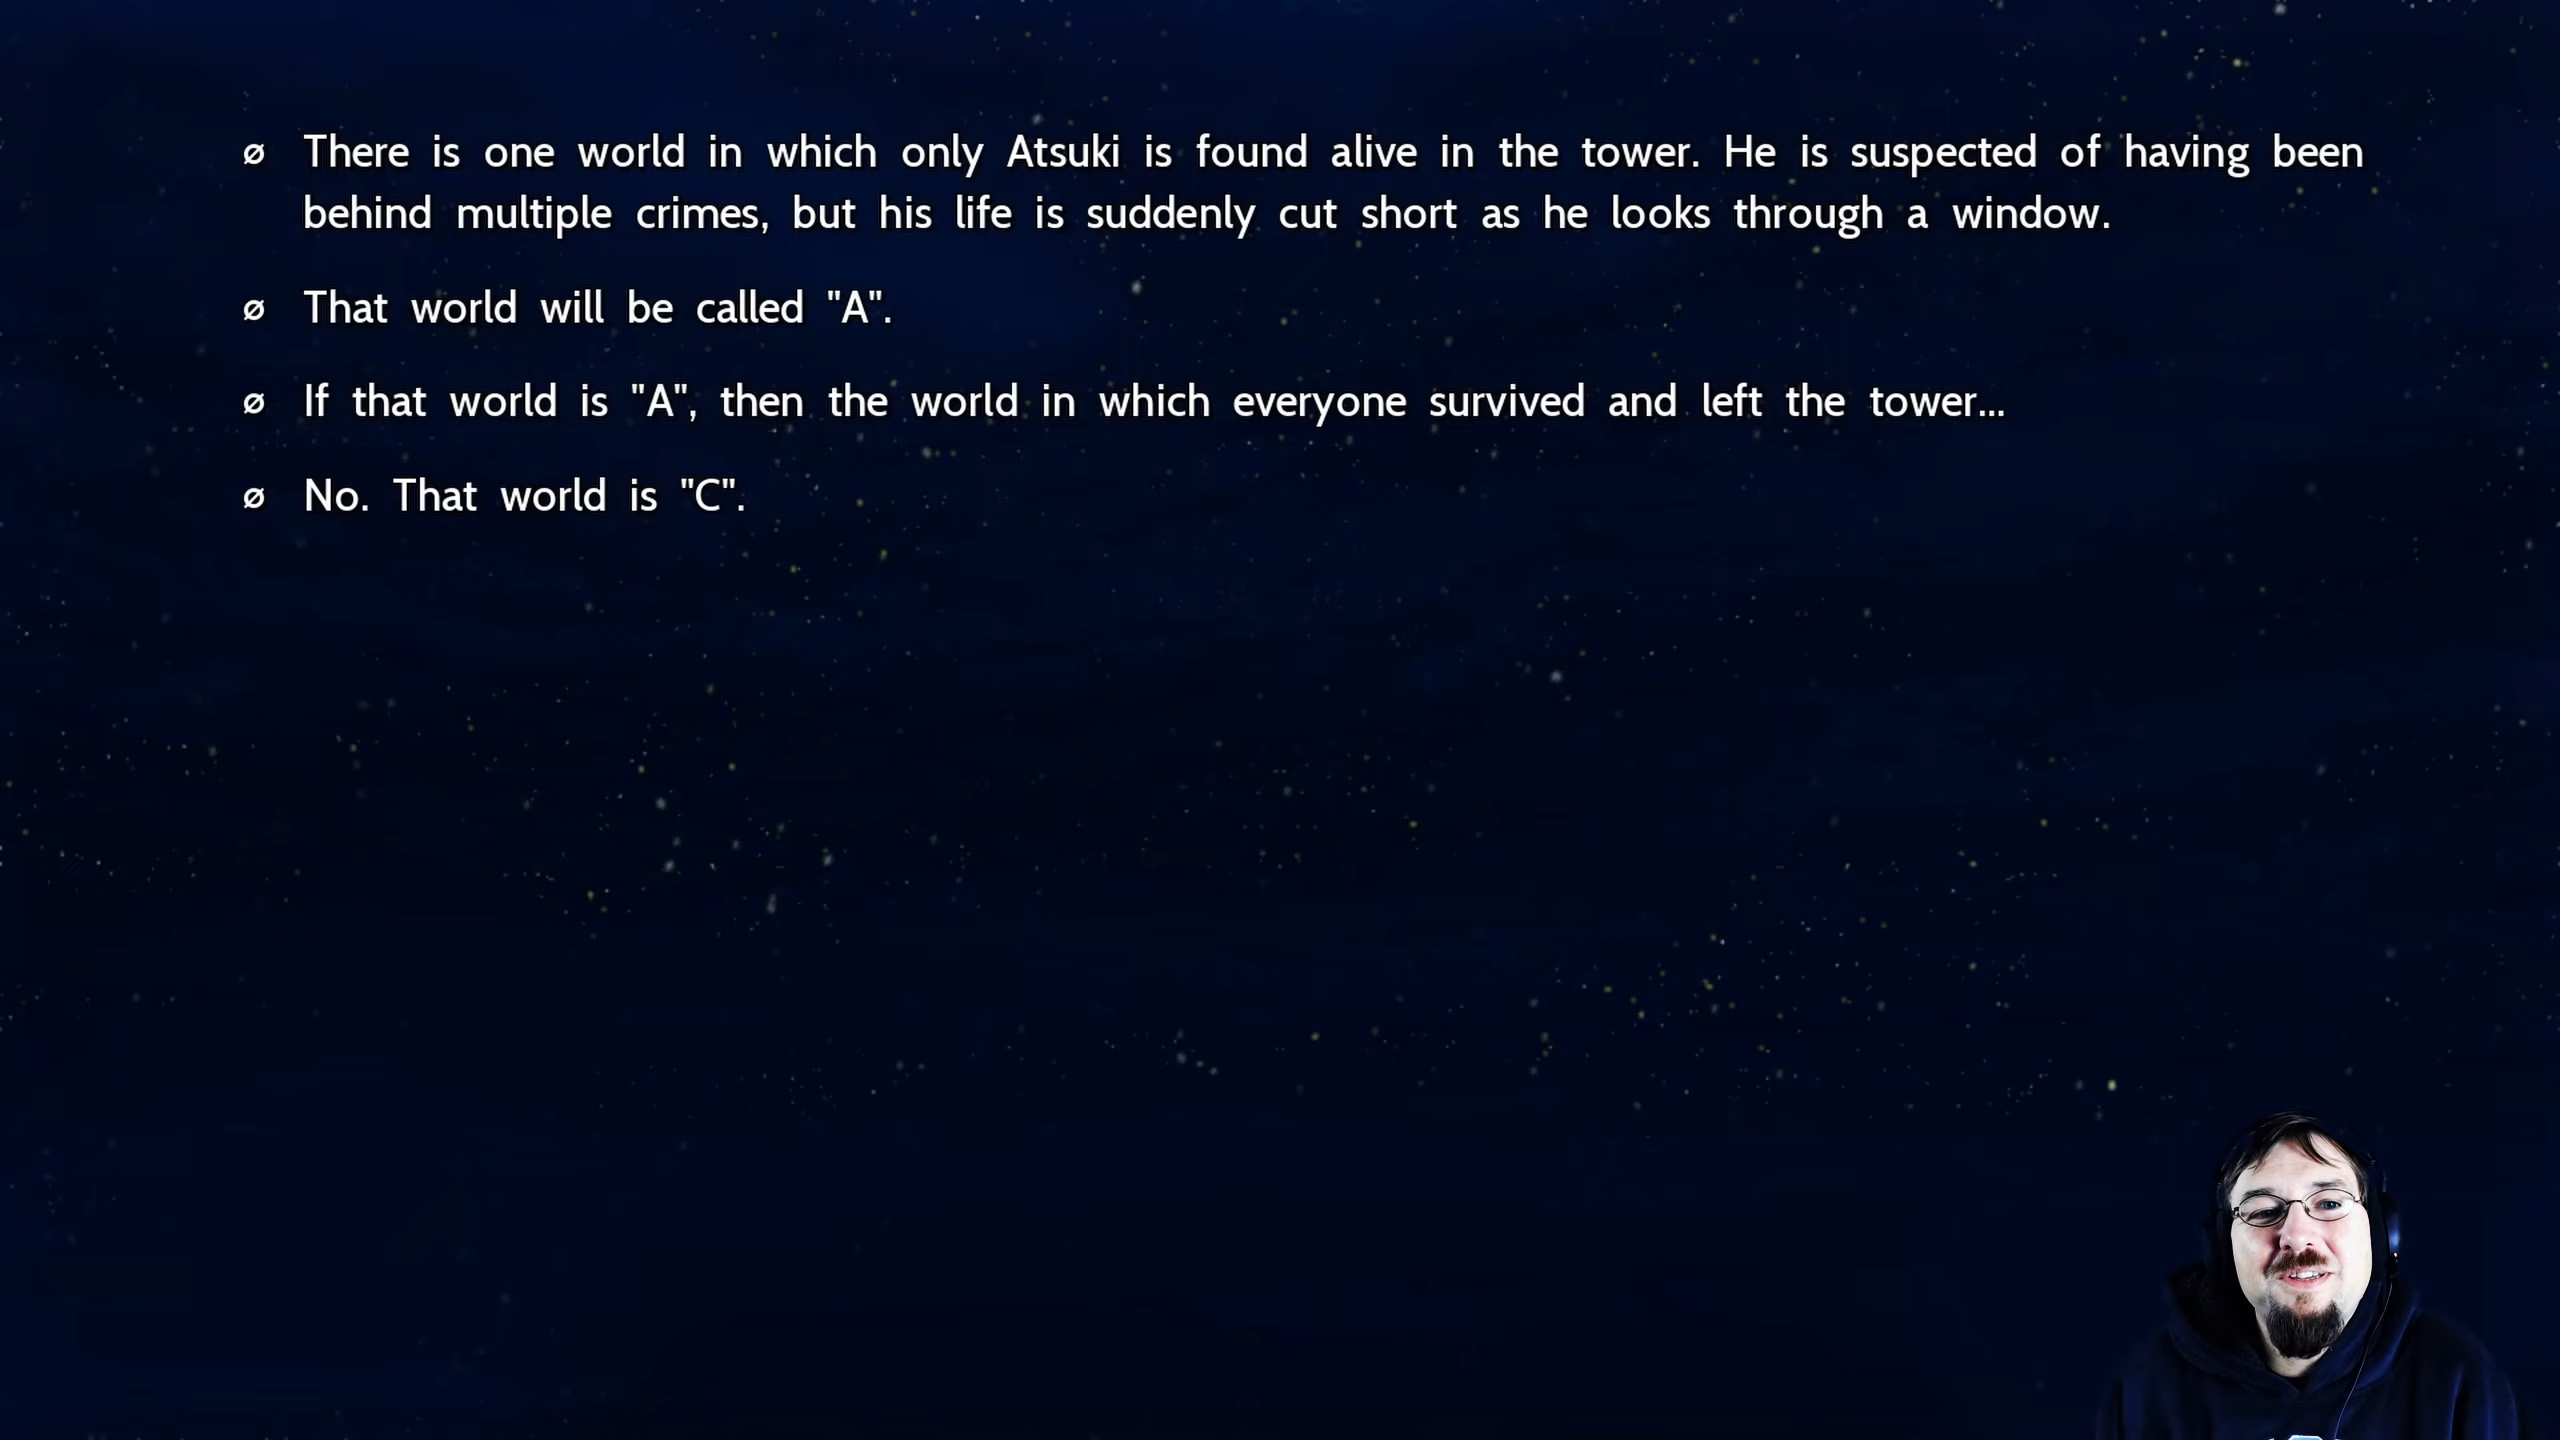 ø There is one world in which only Atsuki is found alive in the tower. He is suspected of having been
behind multiple crimes, but his life is suddenly cut short as he looks through a window.
ø That world will be called "A".
ø If that world is "A", then the world in which everyone survived and left the tower...
ø No. That world is "C".